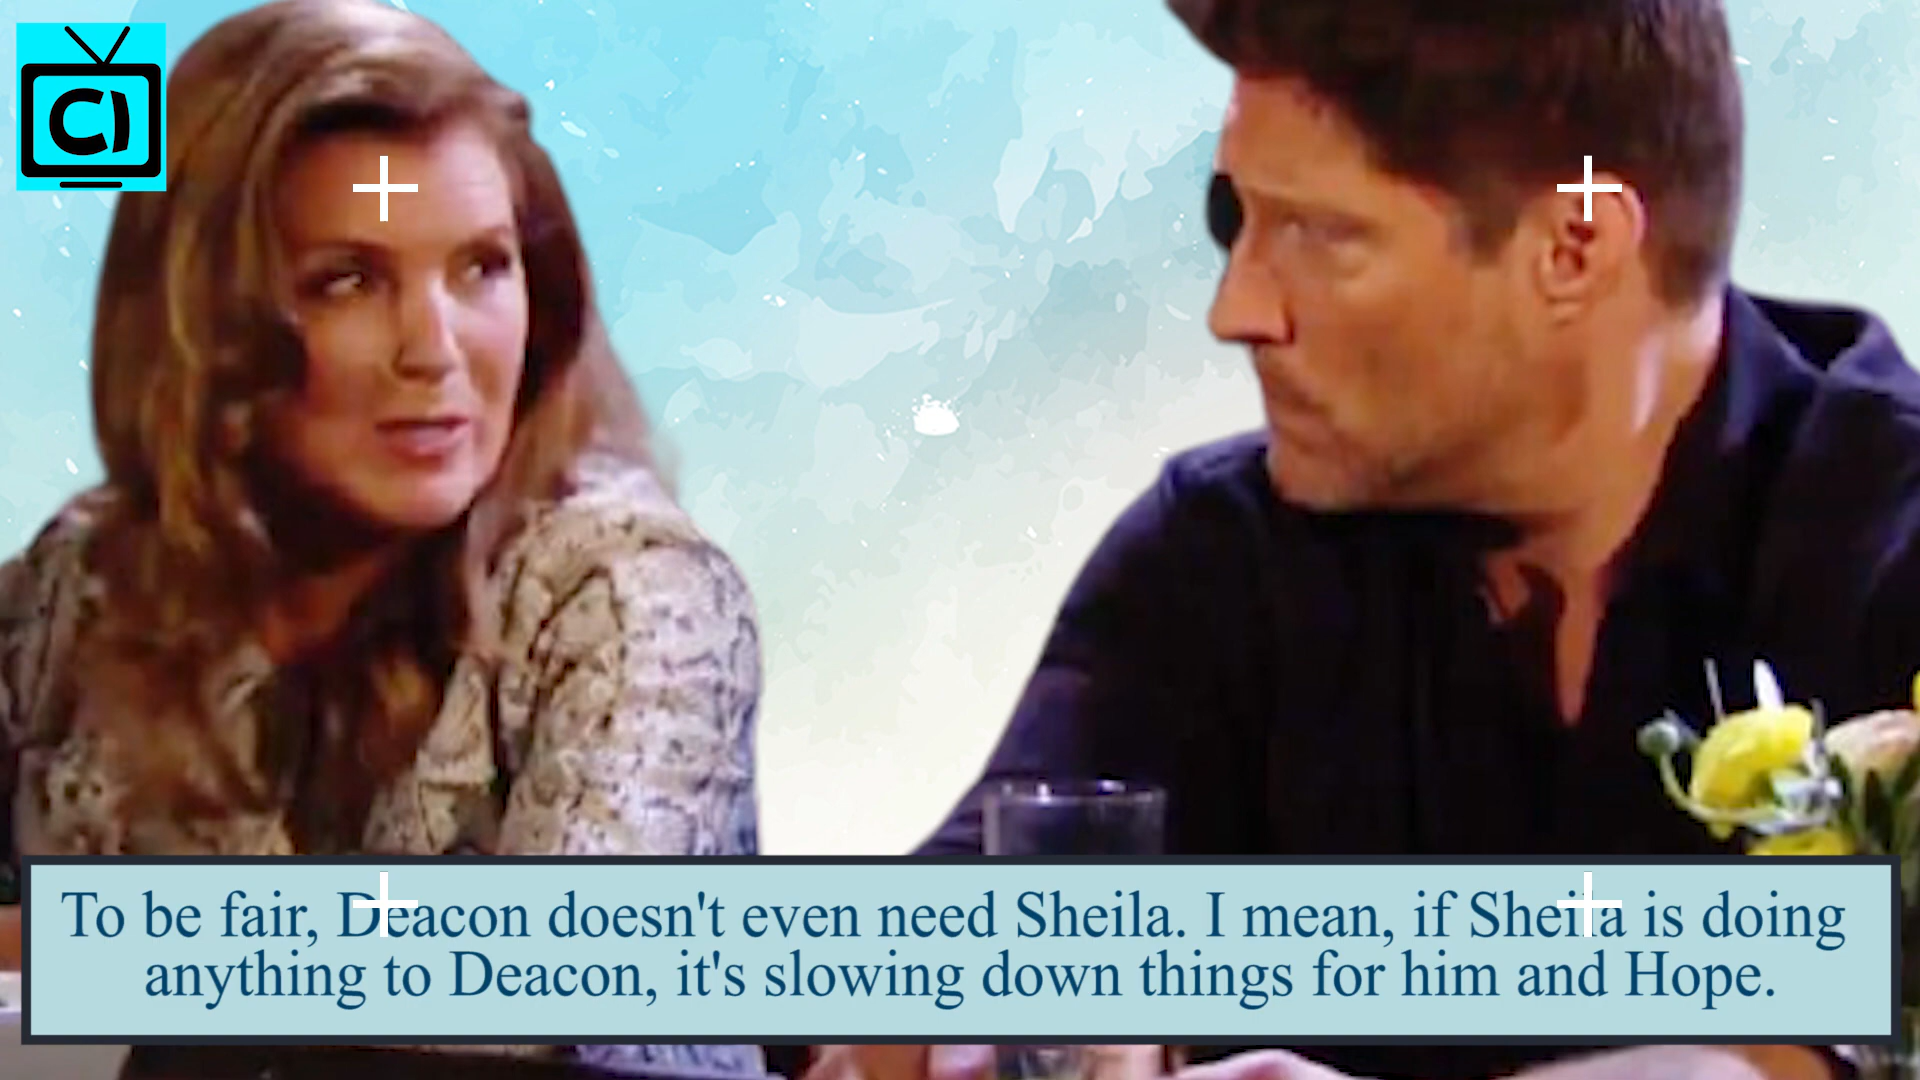 CI
To be fair, Deacon doesn't even need Sheila. I mean, if Sheila is doing
anything to Deacon, it's slowing down things for him and Hope.